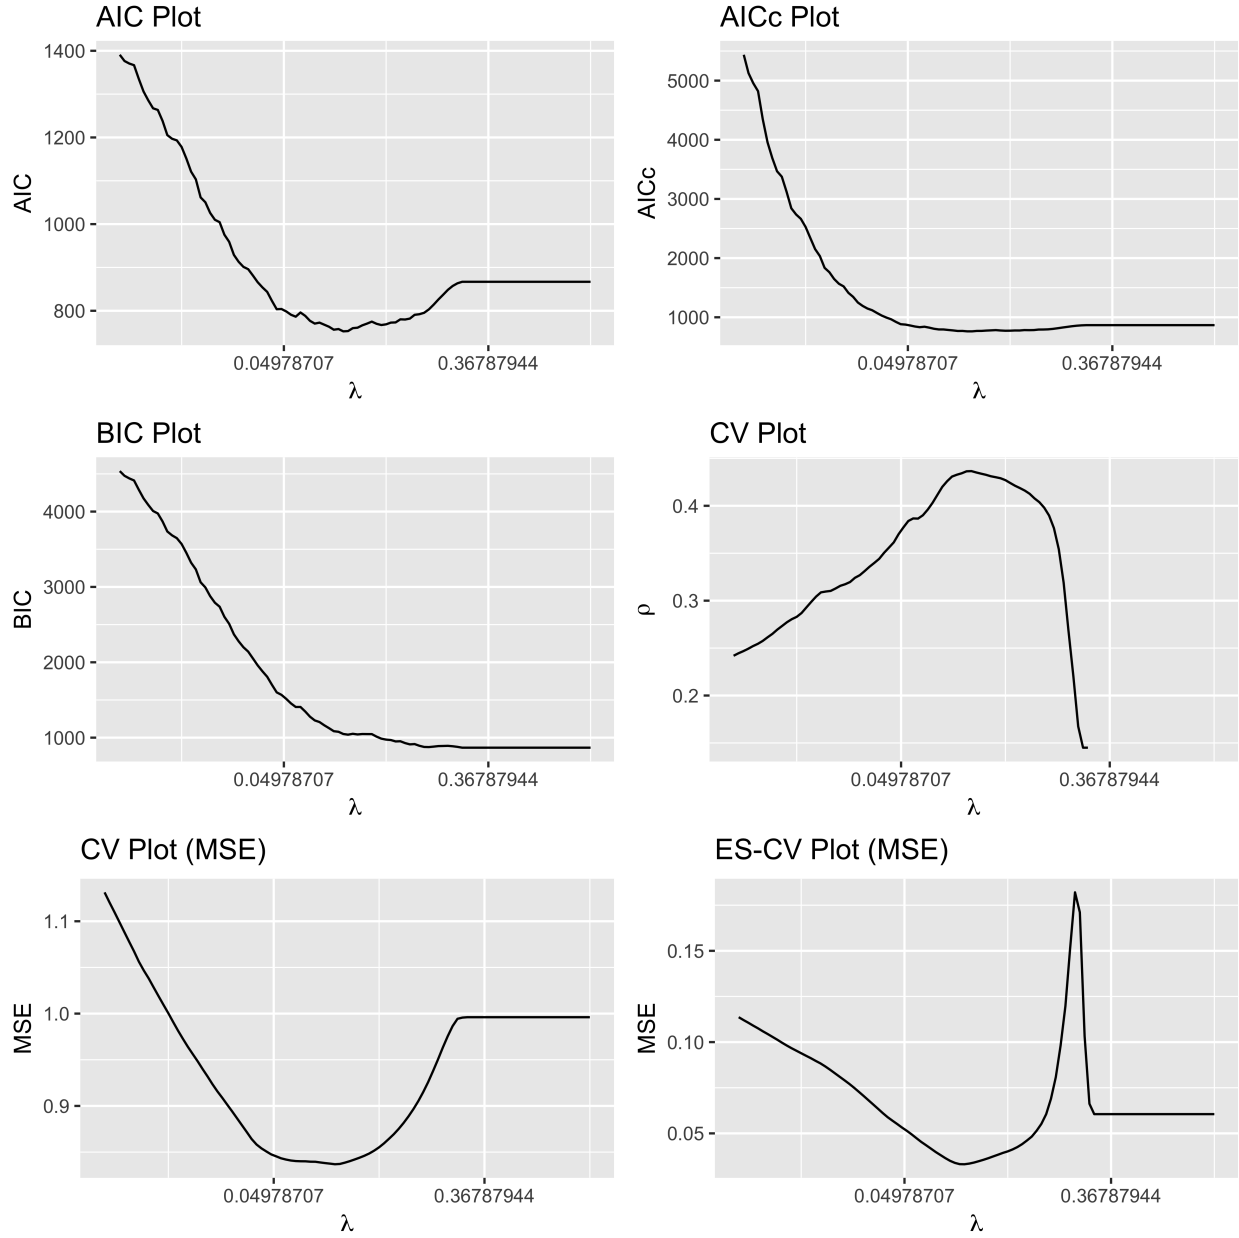 AIC Plot
1400
1200
1000
800
AIC
0.04978707
0.36787944
λ
AICc Plot
5000
4000
3000
2000
1000
AICc
0.04978707
0.36787944
λ
BIC Plot
4000
3000
2000
1000
BIC
0.04978707
0.36787944
λ
CV Plot
0.4
0.3
0.2
ρ
0.04978707
0.36787944
λ
CV Plot (MSE)
1.1
1.0
0.9
MSE
0.04978707
0.36787944
λ
ES-CV Plot (MSE)
0.15
0.10
0.05
MSE
0.04978707
0.36787944
λ